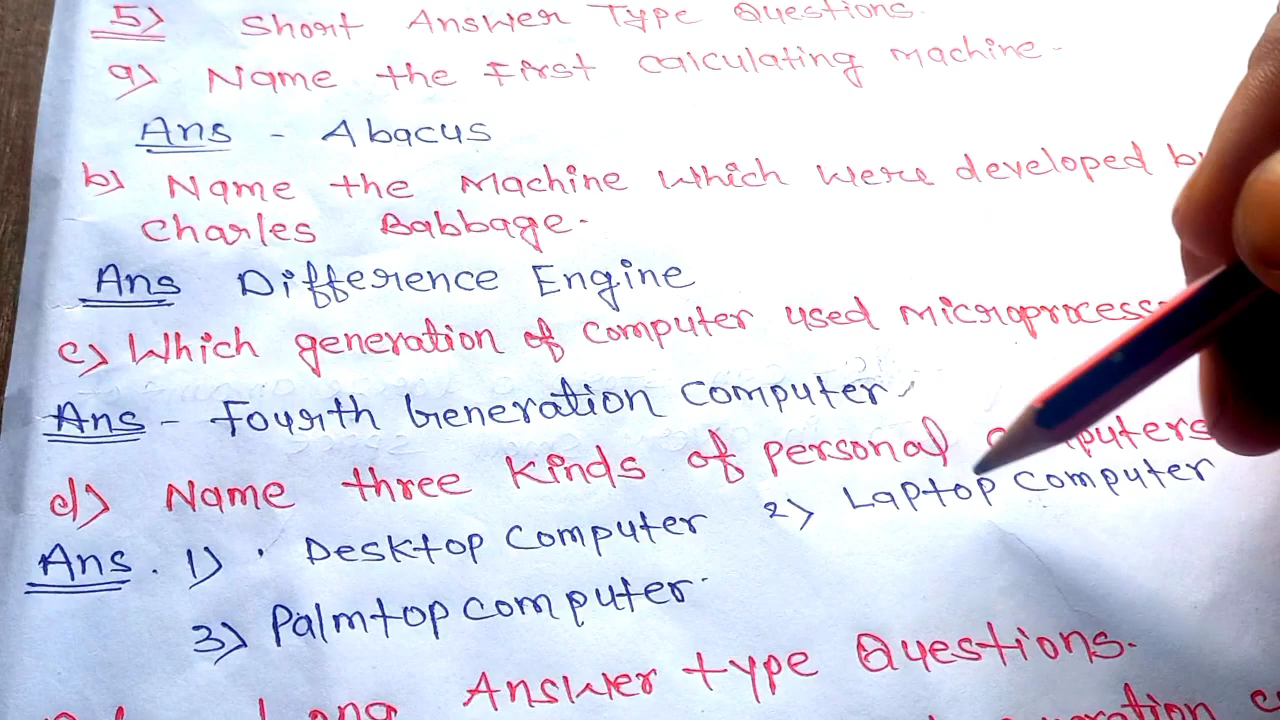 5) Short Answer Type Questions.
a) Name the First calculating machine.
Ans - Abacus
b) Name the Machine which were developed by
Charles Babbage.
Ans Difference Engine
c) Which generation of computer used
Ans - Fourth Generation Computer
d) Name three kinds of personal
Ans. 1) Desktop Computer 2) Laptop Computer
3) Palmtop computer.
Answer type Questions.